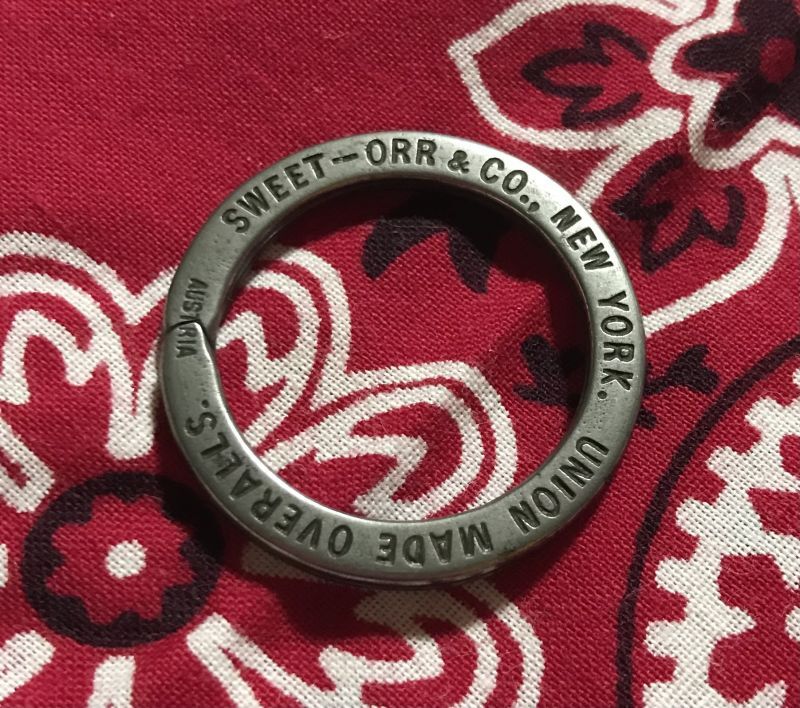 SWEET-ORR & CO., NEW YORK.
UNION MADE OVERALLS.
AUSTRIA